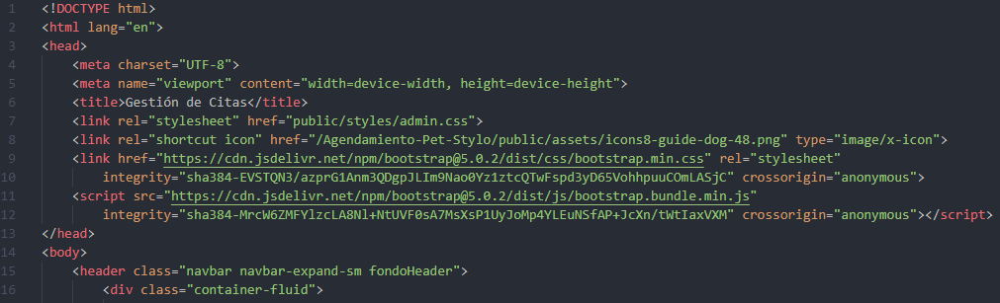 1 <!DOCTYPE html>
2 <html lang="en">
3 <head>
4 <meta charset="UTF-8">
5 <meta name="viewport" content="width=device-width, height=device-height">
6 <title>Gestión de Citas</title>
7 <link rel="stylesheet" href="public/styles/admin.css">
8 <link rel="shortcut icon" href="/Agendamiento-Pet-Stylo/public/assets/icons8-guide-dog-48.png" type="image/x-icon">
9 <link href="https://cdn.jsdelivr.net/npm/bootstrap@5.0.2/dist/css/bootstrap.min.css" rel="stylesheet"
10 integrity="sha384-EVSTQN3/azprG1Anm3QDgpJLIm9Nao0Yz1ztcQTwFspd3yD65VohhpuuCOmLASjC" crossorigin="anonymous">
11 <script src="https://cdn.jsdelivr.net/npm/bootstrap@5.0.2/dist/js/bootstrap.bundle.min.js"
12 integrity="sha384-MrcW6ZMFYlzcLA8Nl+NtUVF0sA7MsXsP1UyJoMp4YLEuNSfAP+JcXn/tWtIaxVXM" crossorigin="anonymous"></script>
13 </head>
14 <body>
15 <header class="navbar navbar-expand-sm fondoHeader">
16 <div class="container-fluid">